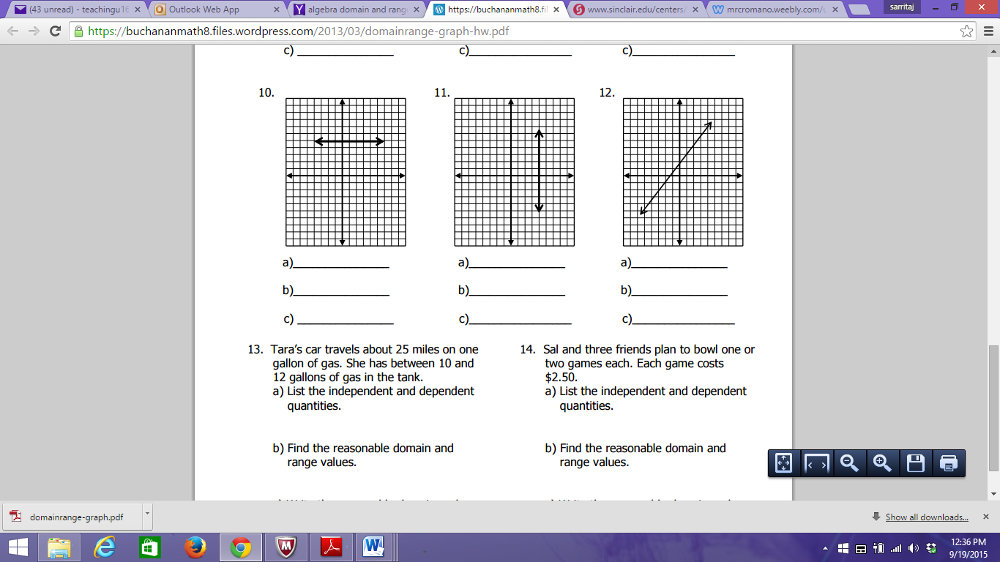 (43 unread) - teachingu16
Outlook Web App
algebra domain and rang
https://buchananmath8.fil
www.sinclair.edu/centers/
mrcromano.weebly.com/u
sarritaj
https://buchananmath8.files.wordpress.com/2013/03/domainrange-graph-hw.pdf
c) _______________ c)________________ c)________________
10. 11. 12.
a)_______________ a)_______________ a)_______________
b)_______________ b)_______________ b)_______________
c) _______________ c)________________ c)________________
13. Tara's car travels about 25 miles on one
gallon of gas. She has between 10 and
12 gallons of gas in the tank.
a) List the independent and dependent
quantities.
b) Find the reasonable domain and
range values.
14. Sal and three friends plan to bowl one or
two games each. Each game costs
$2.50.
a) List the independent and dependent
quantities.
b) Find the reasonable domain and
range values.
domainrange-graph.pdf
Show all downloads...
12:36 PM
9/19/2015